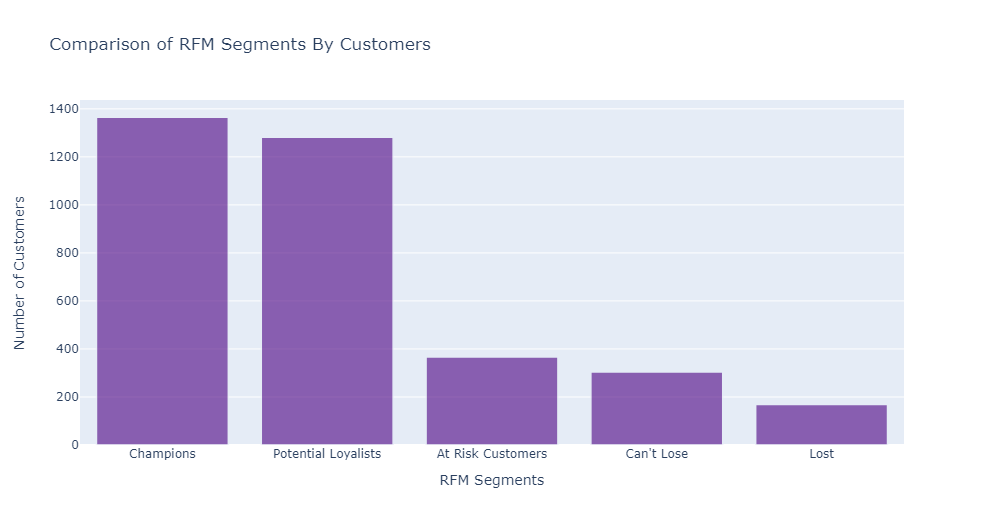 Comparison of RFM Segments By Customers
Number of Customers
1400
1200
1000
800
600
400
200
0
Champions Potential Loyalists At Risk Customers Can't Lose Lost
RFM Segments